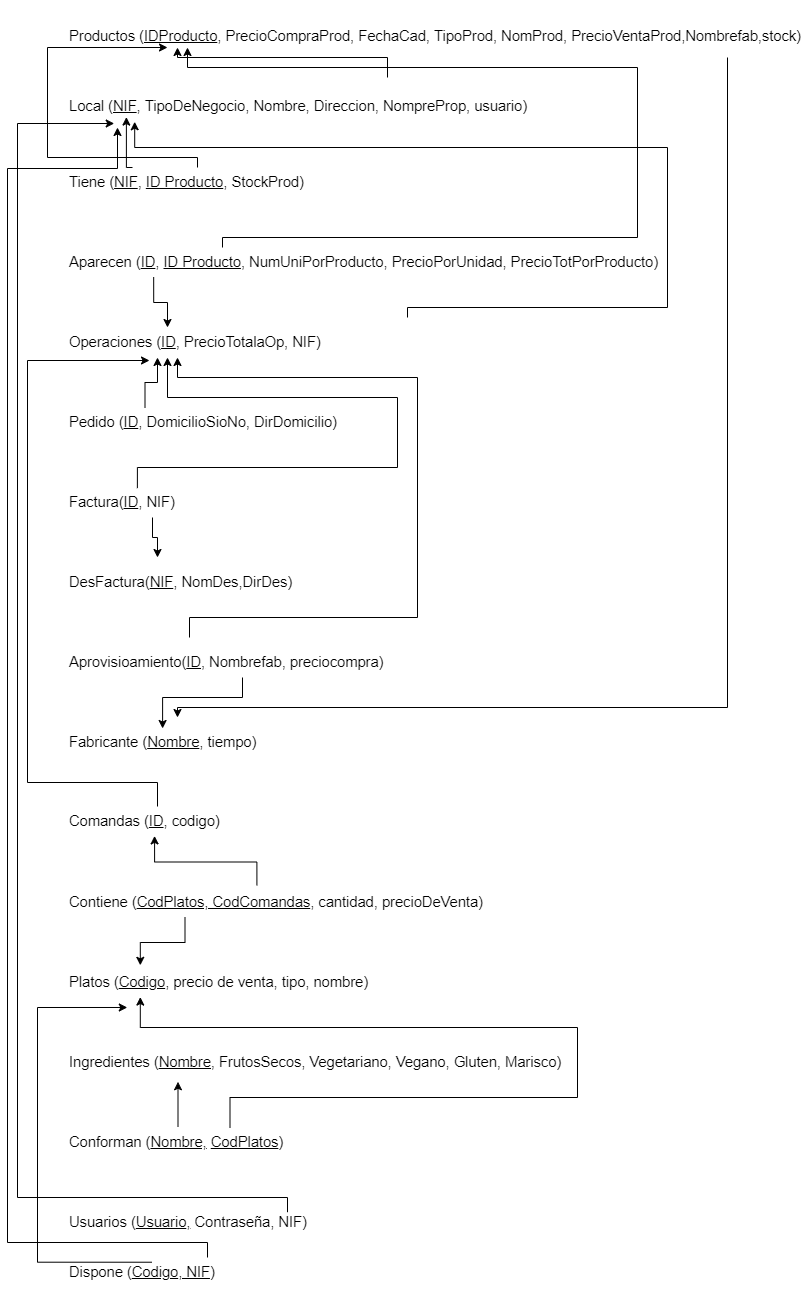 Productos (IDProducto, PrecioCompraProd, FechaCad, TipoProd, NomProd, PrecioVentaProd,Nombrefab,stock)
Local (NIF, TipoDeNegocio, Nombre, Direccion, NompreProp, usuario)
Tiene (NIF, ID Producto, StockProd)
Aparecen (ID, ID Producto, NumUniPorProducto, PrecioPorUnidad, PrecioTotPorProducto)
Operaciones (ID, PrecioTotalaOp, NIF)
Pedido (ID, DomicilioSioNo, DirDomicilio)
Factura(ID, NIF)
DesFactura(NIF, NomDes,DirDes)
Aprovisioamiento(ID, Nombrefab, preciocompra)
Fabricante (Nombre, tiempo)
Comandas (ID, codigo)
Contiene (CodPlatos, CodComandas, cantidad, precioDeVenta)
Platos (Codigo, precio de venta, tipo, nombre)
Ingredientes (Nombre, FrutosSecos, Vegetariano, Vegano, Gluten, Marisco)
Conforman (Nombre, CodPlatos)
Usuarios (Usuario, Contraseña, NIF)
Dispone (Codigo, NIF)